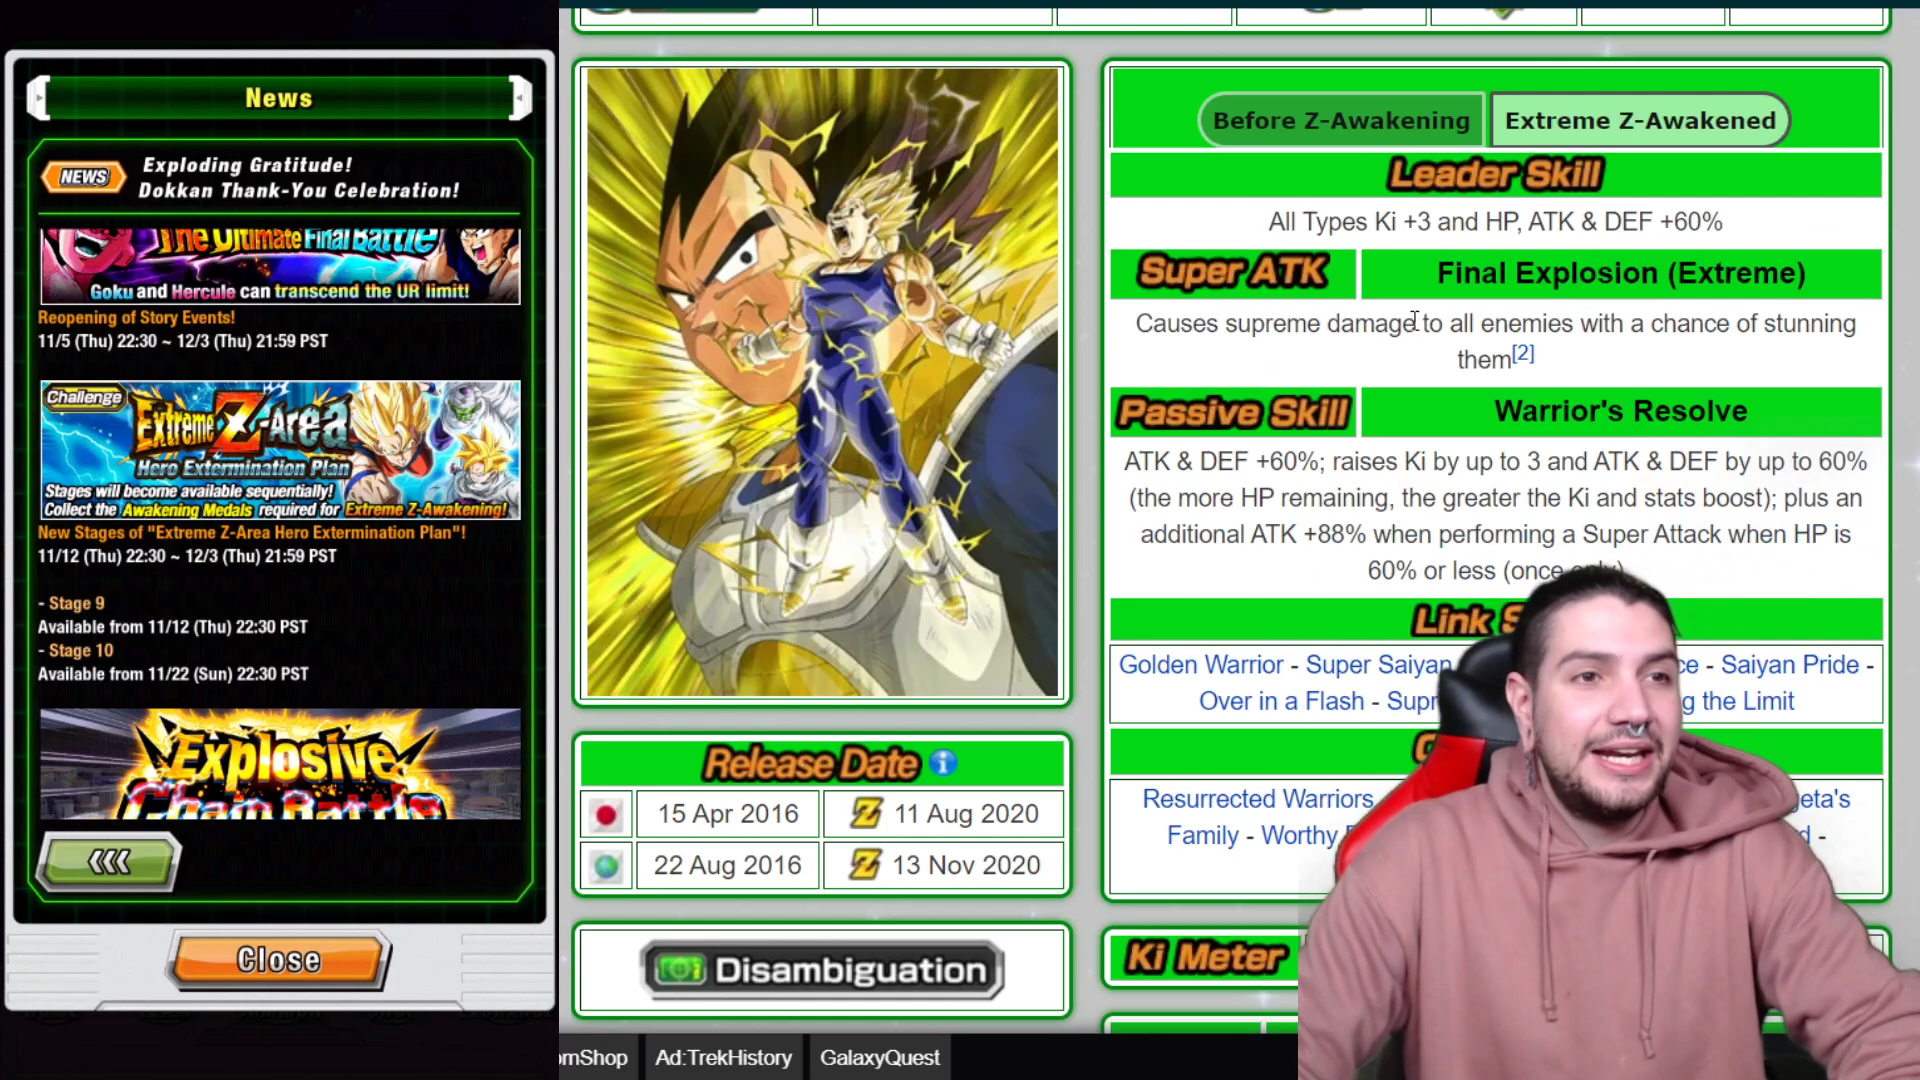 News
NEWS
Exploding Gratitude!
Dokkan Thank-You Celebration!
The Ultimate Final Battle
Goku and Hercule can transcend the UR limit!
Reopening of Story Events!
11/5 (Thu) 22:30 ~ 12/3 (Thu) 21:59 PST
Challenge
Extreme Z-Area
Hero Extermination Plan
Stages will become available sequentially!
Collect the Awakening Medals required for Extreme Z-Awakening!
New Stages of "Extreme Z-Area Hero Extermination Plan"!
11/12 (Thu) 22:30 ~ 12/3 (Thu) 21:59 PST
- Stage 9
Available from 11/12 (Thu) 22:30 PST
- Stage 10
Available from 11/22 (Sun) 22:30 PST
Explosive
Chain Battle
Close
Release Date
15 Apr 2016 Z 11 Aug 2020
22 Aug 2016 Z 13 Nov 2020
Disambiguation
Before Z-Awakening Extreme Z-Awakened
Leader Skill
All Types Ki +3 and HP, ATK & DEF +60%
Super ATK Final Explosion (Extreme)
Causes supreme damage to all enemies with a chance of stunning
them[2]
Passive Skill Warrior's Resolve
ATK & DEF +60%; raises Ki by up to 3 and ATK & DEF by up to 60%
(the more HP remaining, the greater the Ki and stats boost); plus an
additional ATK +88% when performing a Super Attack when HP is
60% or less (once only)
Link
Golden Warrior - Super Saiyan - Saiyan Pride -
Over in a Flash - the Limit
Resurrected Warriors
Family - Worthy
Ki Meter
Ad:TrekHistory
GalaxyQuest